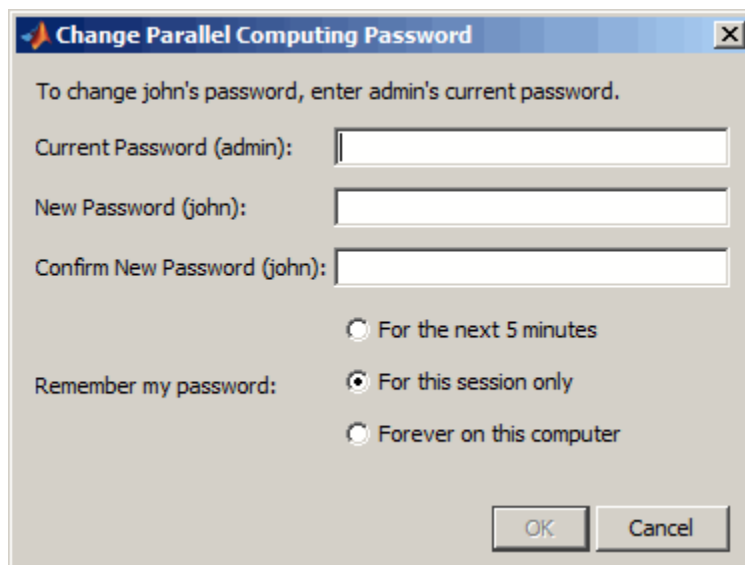 Change Parallel Computing Password
To change john's password, enter admin's current password.
Current Password (admin):
New Password (john):
Confirm New Password (john):
For the next 5 minutes
Remember my password:
For this session only
Forever on this computer
OK
Cancel